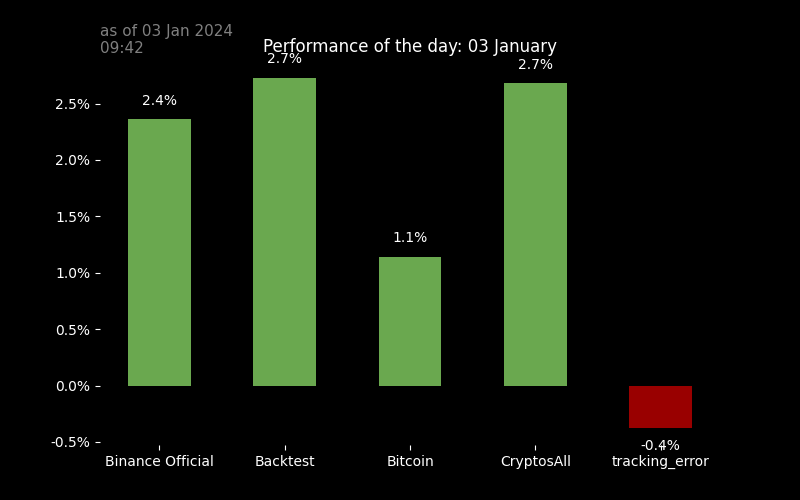 as of 03 Jan 2024
09:42
Performance of the day: 03 January
2.7%
2.7%
2.4%
1.1%
-0.4%
2.5%
2.0%
1.5%
1.0%
0.5%
0.0%
-0.5%
Binance Official
Backtest
Bitcoin
CryptosAll
tracking_error